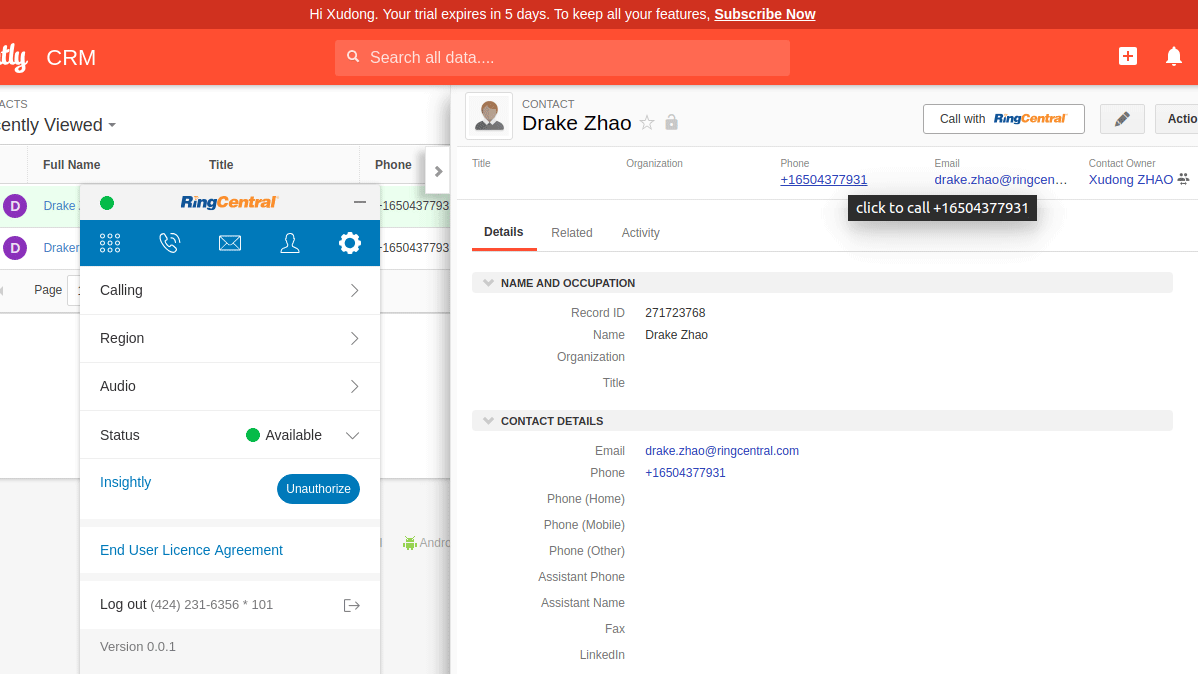 Hi Xudong. Your trial expires in 5 days. To keep all your features, Subscribe Now
tly CRM
Search all data....
ACTS
ently Viewed
Full Name Title Phone
D Drake +1650437793
D Draker +1650437793
Page 1
Andro
RingCentral
Calling
Region
Audio
Status Available
Insightly Unauthorize
End User Licence Agreement
Log out (424) 231-6356 * 101
Version 0.0.1
CONTACT
Drake Zhao
Call with RingCentral
Actio
Title Organization Phone Email Contact Owner
+16504377931 drake.zhao@ringcen… Xudong ZHAO
click to call +16504377931
Details Related Activity
NAME AND OCCUPATION
Record ID 271723768
Name Drake Zhao
Organization
Title
CONTACT DETAILS
Email drake.zhao@ringcentral.com
Phone +16504377931
Phone (Home)
Phone (Mobile)
Phone (Other)
Assistant Phone
Assistant Name
Fax
LinkedIn